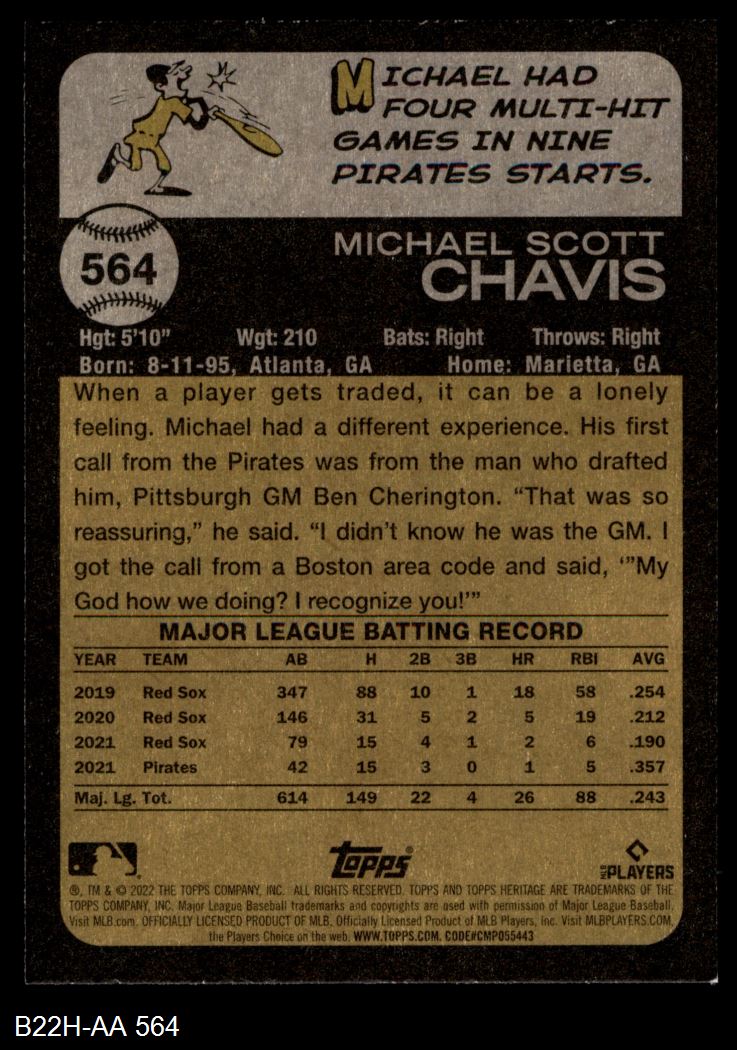 MICHAEL HAD
FOUR MULTI-HIT
GAMES IN NINE
PIRATES STARTS.
564
MICHAEL SCOTT
CHAVIS
Hgt: 5'10" Wgt: 210 Bats: Right Throws: Right
Born: 8-11-95, Atlanta, GA Home: Marietta, GA
When a player gets traded, it can be a lonely
feeling. Michael had a different experience. His first
call from the Pirates was from the man who drafted
him, Pittsburgh GM Ben Cherington. “That was so
reassuring,” he said. “I didn’t know he was the GM. I
got the call from a Boston area code and said, ‘”My
God how we doing? I recognize you!’”
MAJOR LEAGUE BATTING RECORD
YEAR TEAM AB H 2B 3B HR RBI AVG
2019 Red Sox 347 88 10 1 18 58 .254
2020 Red Sox 146 31 5 2 5 19 .212
2021 Red Sox 79 15 4 1 2 6 .190
2021 Pirates 42 15 3 0 1 5 .357
Maj. Lg. Tot. 614 149 22 4 26 88 .243
TOPPS
MLB PLAYERS
®, TM & © 2022 THE TOPPS COMPANY, INC. ALL RIGHTS RESERVED. TOPPS AND TOPPS HERITAGE ARE TRADEMARKS OF THE
TOPPS COMPANY, INC. Major League Baseball trademarks and copyrights are used with permission of Major League Baseball.
Visit MLB.com. OFFICIALLY LICENSED PRODUCT OF MLB. Officially Licensed Product of MLB Players, Inc. Visit MLBPLAYERS.COM,
the Players Choice on the web. WWW.TOPPS.COM. CODE#CMP055443
B22H-AA 564